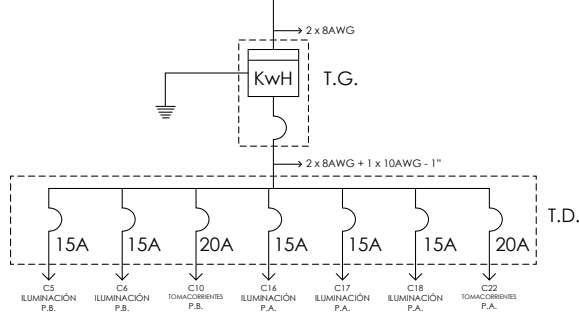 2 x 8AWG
KwH
T.G.
2 x 8AWG + 1 x 10AWG - 1"
T.D.
15A 15A 20A 15A 15A 15A 20A
C5 C6 C10 C16 C17 C18 C22
ILUMINACIÓN ILUMINACIÓN TOMACORRIENTES ILUMINACIÓN ILUMINACIÓN ILUMINACIÓN TOMACORRIENTES
P.B. P.B. P.B. P.A. P.A. P.A. P.A.